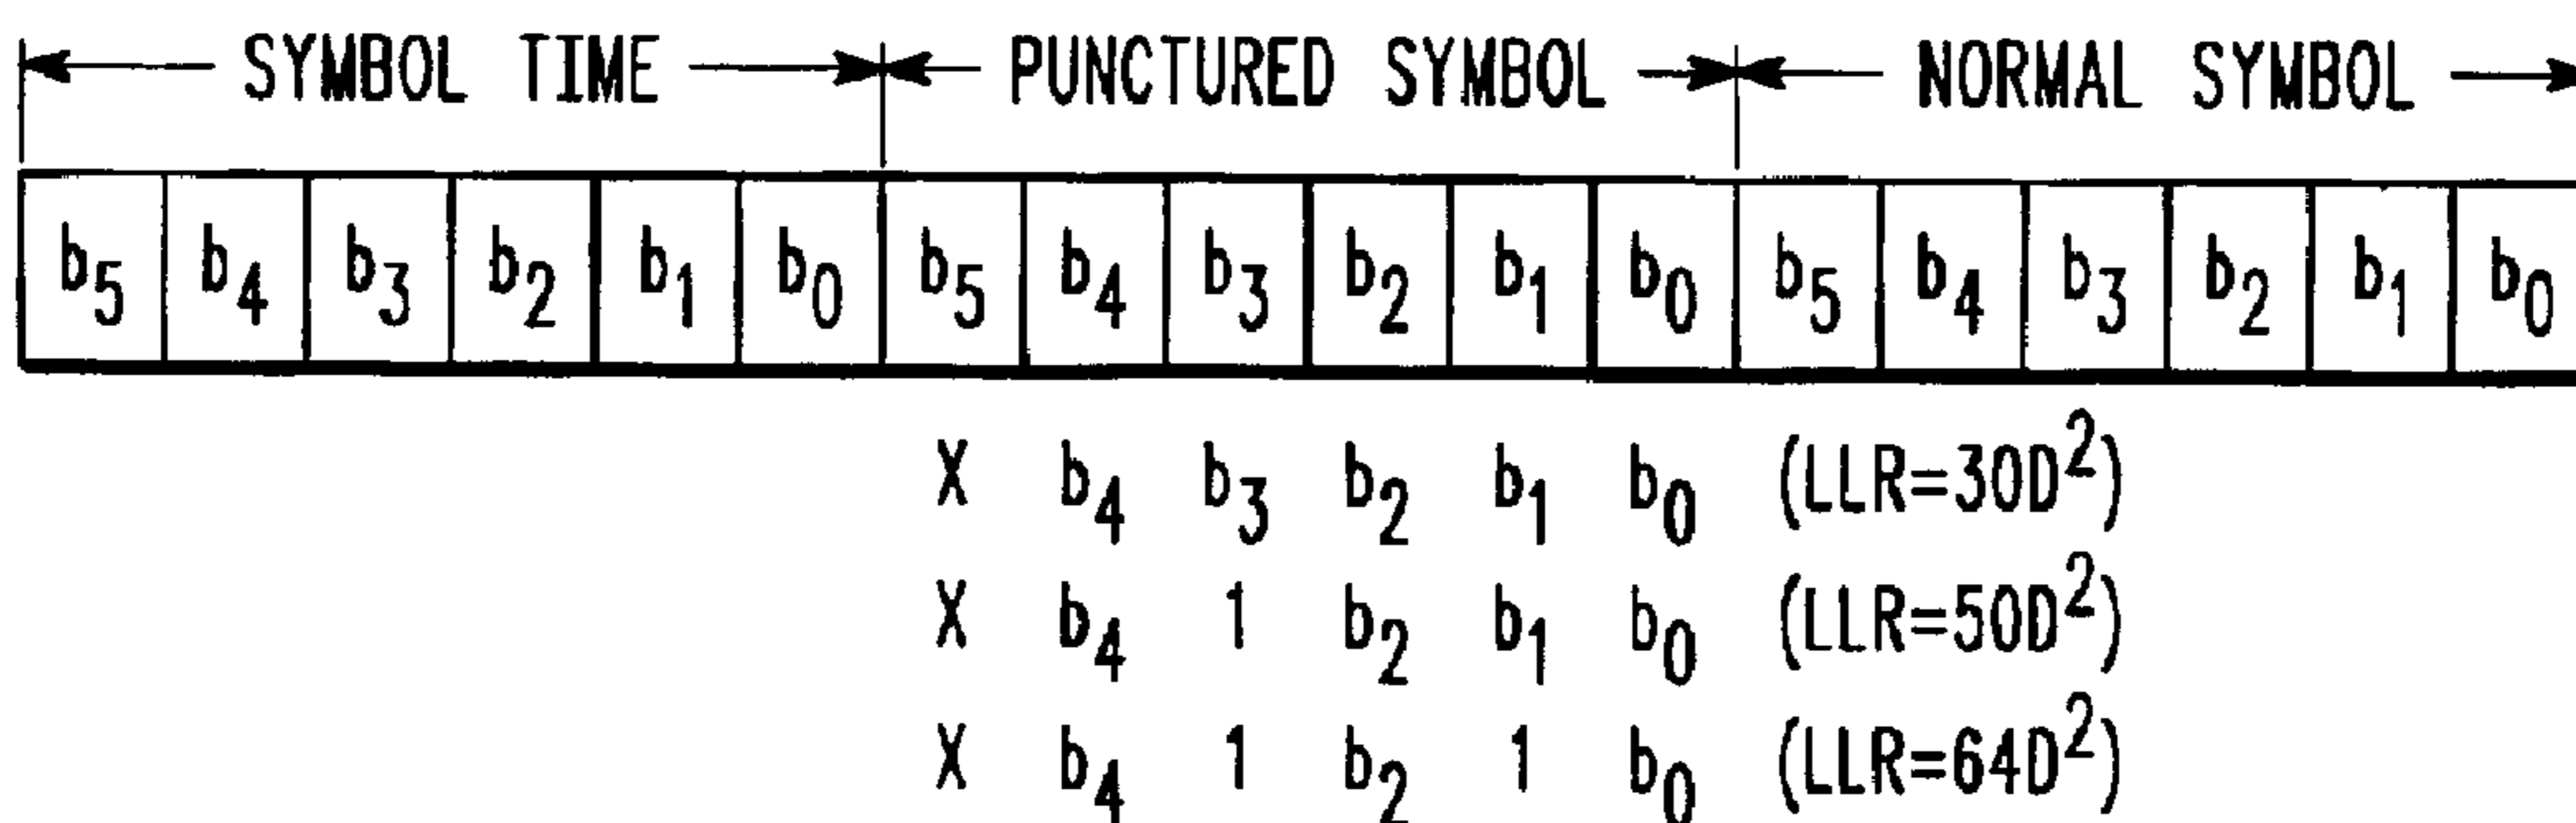 SYMBOL TIME PUNCTURED SYMBOL NORMAL SYMBOL
b5 b4 b3 b2 b1 b0 b5 b4 b3 b2 b1 b0 b5 b4 b3 b2 b1 b0
X b4 b3 b2 b1 b0 (LLR=30D²)
X b4 1 b2 b1 b0 (LLR=50D²)
X b4 1 b2 1 b0 (LLR=64D²)